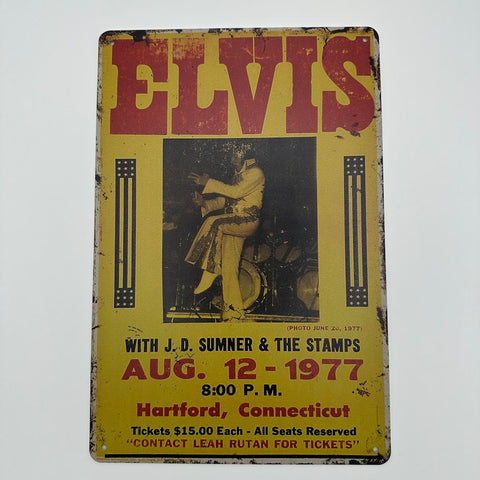 ELVIS
(PHOTO JUNE 20, 1977)
WITH J. D. SUMNER & THE STAMPS
AUG. 12 - 1977
8:00 P. M.
Hartford, Connecticut
Tickets $15.00 Each - All Seats Reserved
"CONTACT LEAH RUTAN FOR TICKETS"